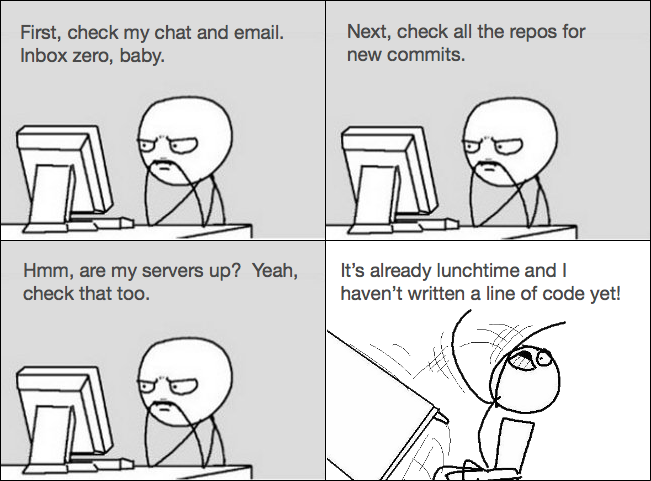 First, check my chat and email.
Inbox zero, baby.
Next, check all the repos for
new commits.
Hmm, are my servers up?  Yeah,
check that too.
It’s already lunchtime and I
haven’t written a line of code yet!